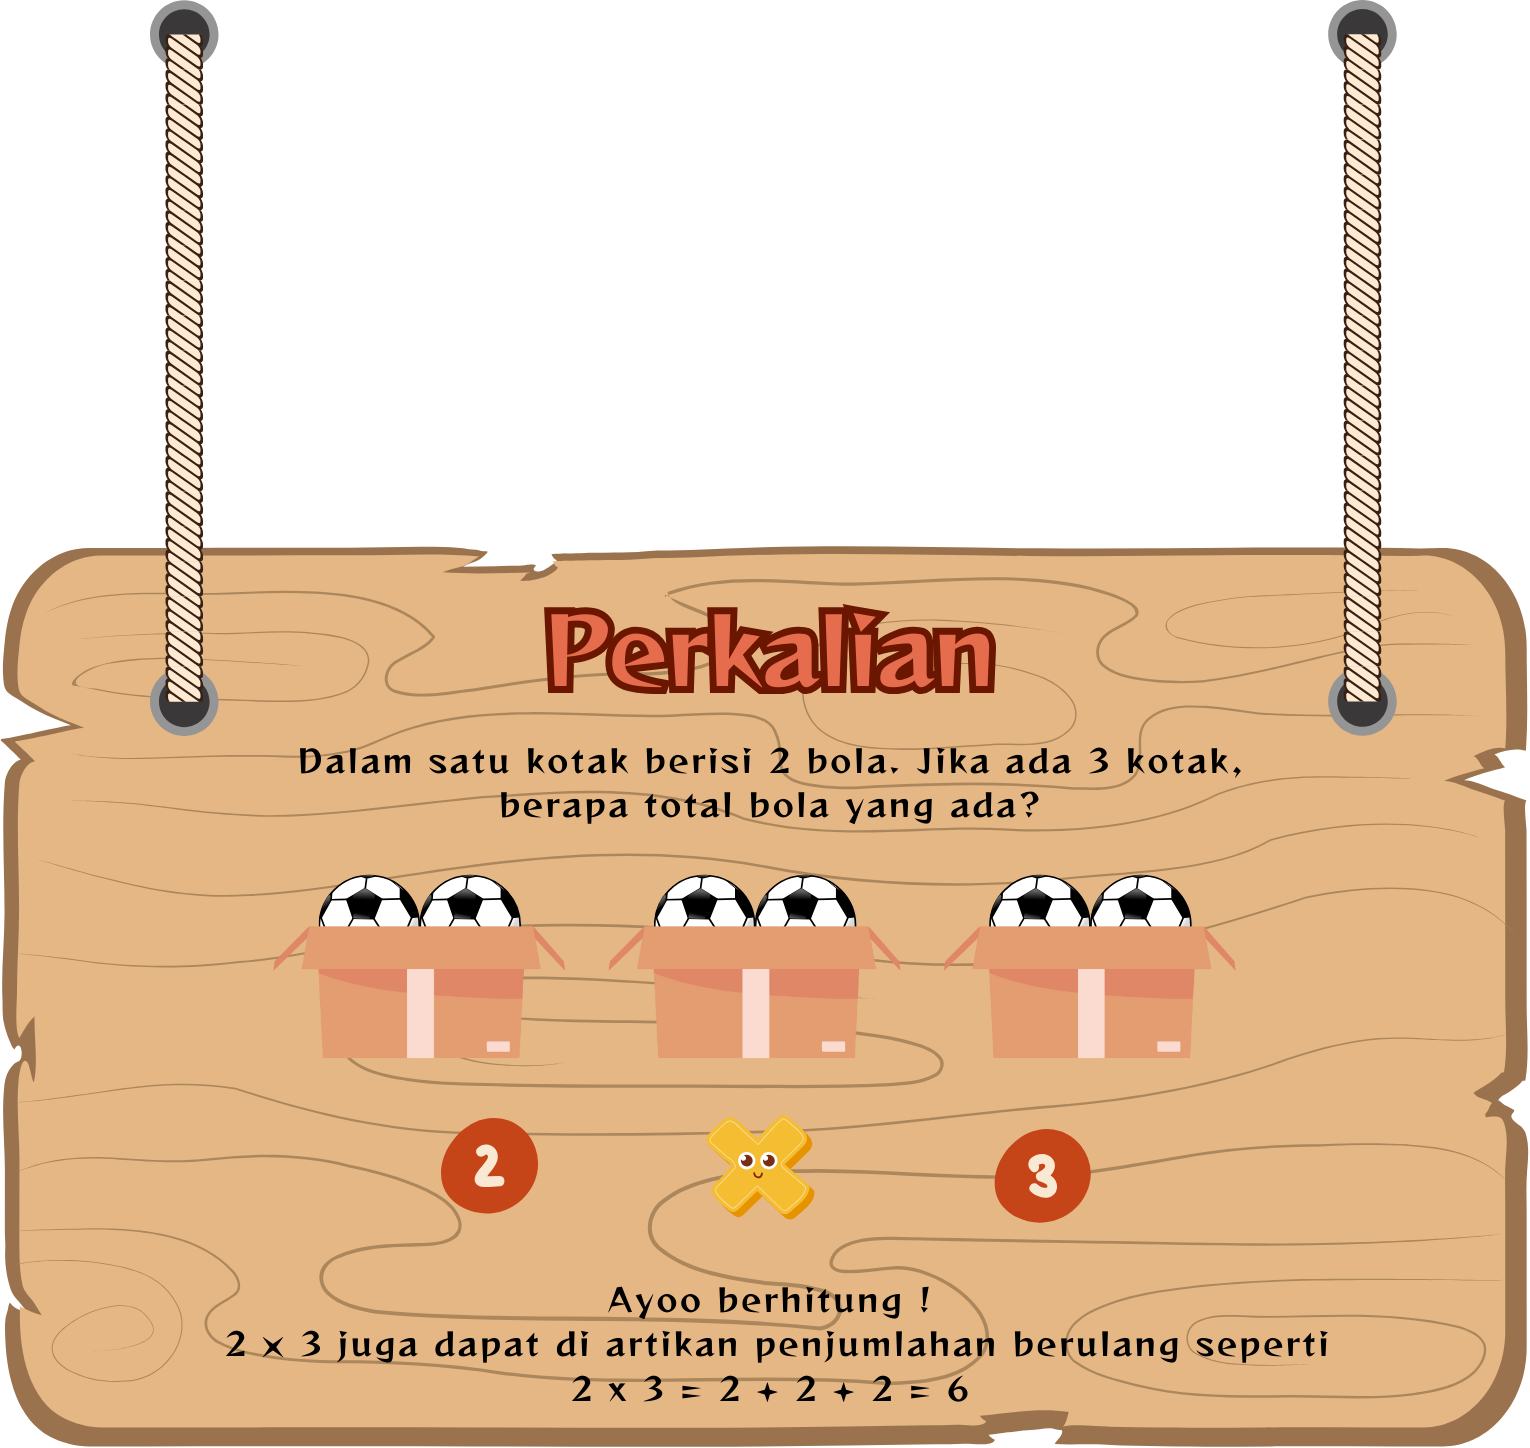 Perkalian
Dalam satu kotak berisi 2 bola. Jika ada 3 kotak,
berapa total bola yang ada?
2 x 3
Ayoo berhitung !
2 x 3 juga dapat di artikan penjumlahan berulang seperti
2 x 3 = 2 + 2 + 2 = 6